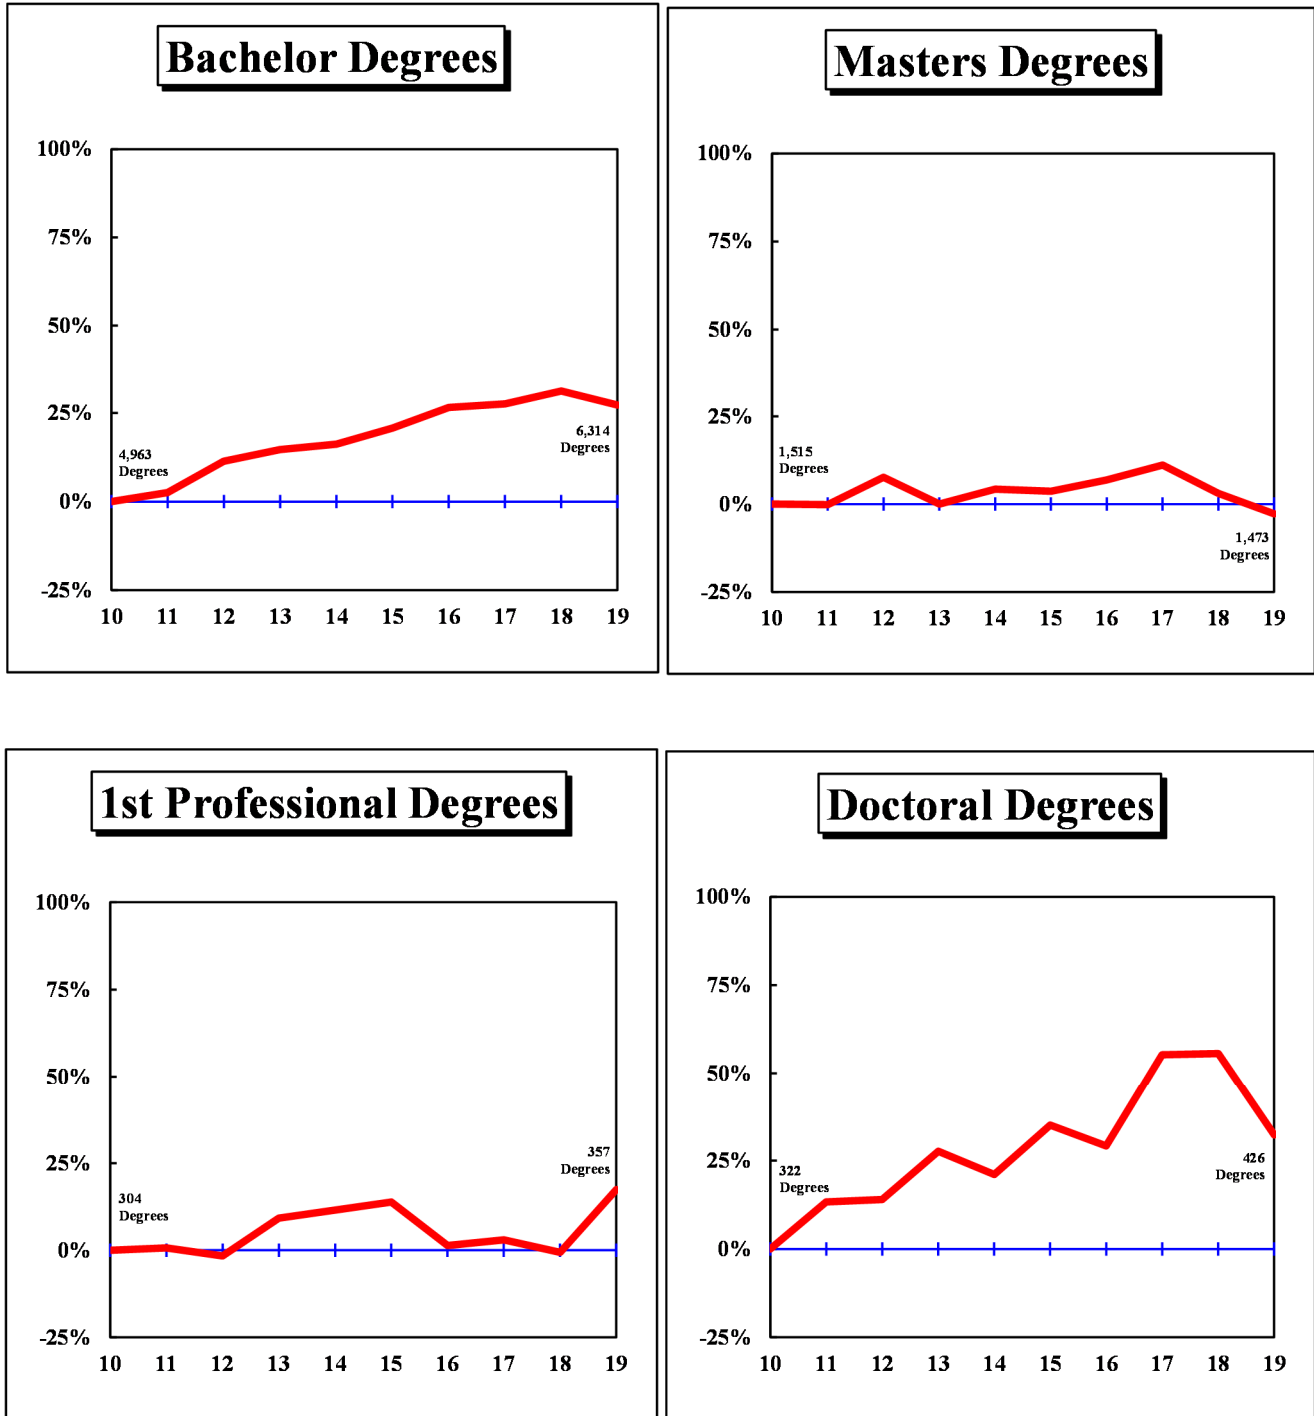 Bachelor Degrees
100%
75%
50%
25%
0%
-25%
4,963
Degrees
6,314
Degrees
10 11 12 13 14 15 16 17 18 19
Masters Degrees
100%
75%
50%
25%
0%
-25%
1,515
Degrees
1,473
Degrees
10 11 12 13 14 15 16 17 18 19
1st Professional Degrees
100%
75%
50%
25%
0%
-25%
304
Degrees
357
Degrees
10 11 12 13 14 15 16 17 18 19
Doctoral Degrees
100%
75%
50%
25%
0%
-25%
322
Degrees
426
Degrees
10 11 12 13 14 15 16 17 18 19